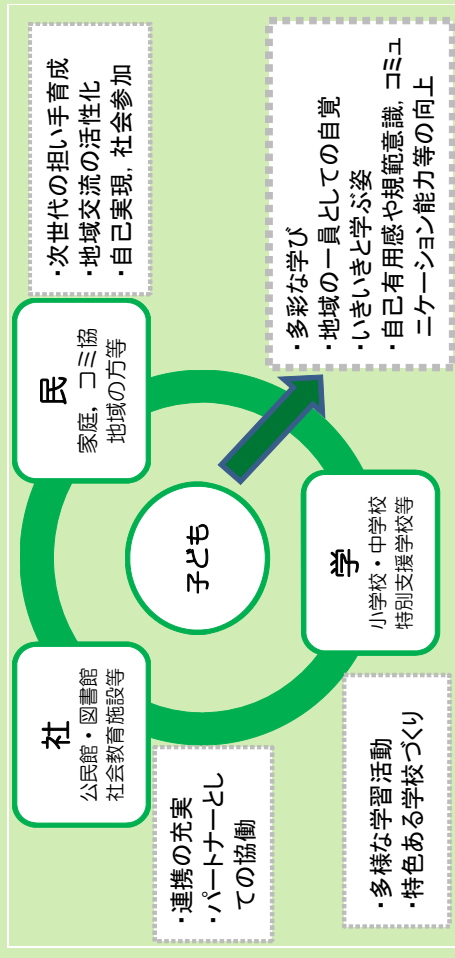 社
公民館・図書館
社会教育施設等
民
家庭，コミ協
地域の方等
・次世代の担い手育成
・地域交流の活性化
・自己実現，社会参加
・連携の充実
・パートナーとし
ての協働
子ども
・多彩な学び
・地域の一員としての自覚
・いきいきと学ぶ姿
・自己有用感や規範意識，コミュ
ニケーション能力等の向上
学
小学校・中学校
特別支援学校等
・多様な学習活動
・特色ある学校づくり